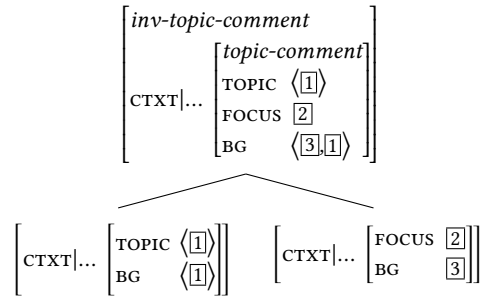 inv-topic-comment
topic-comment
TOPIC ⟨1⟩
CTXT|...
FOCUS 2
BG ⟨3,1⟩
CTXT|... TOPIC ⟨1⟩
BG ⟨1⟩
CTXT|... FOCUS 2
BG 3